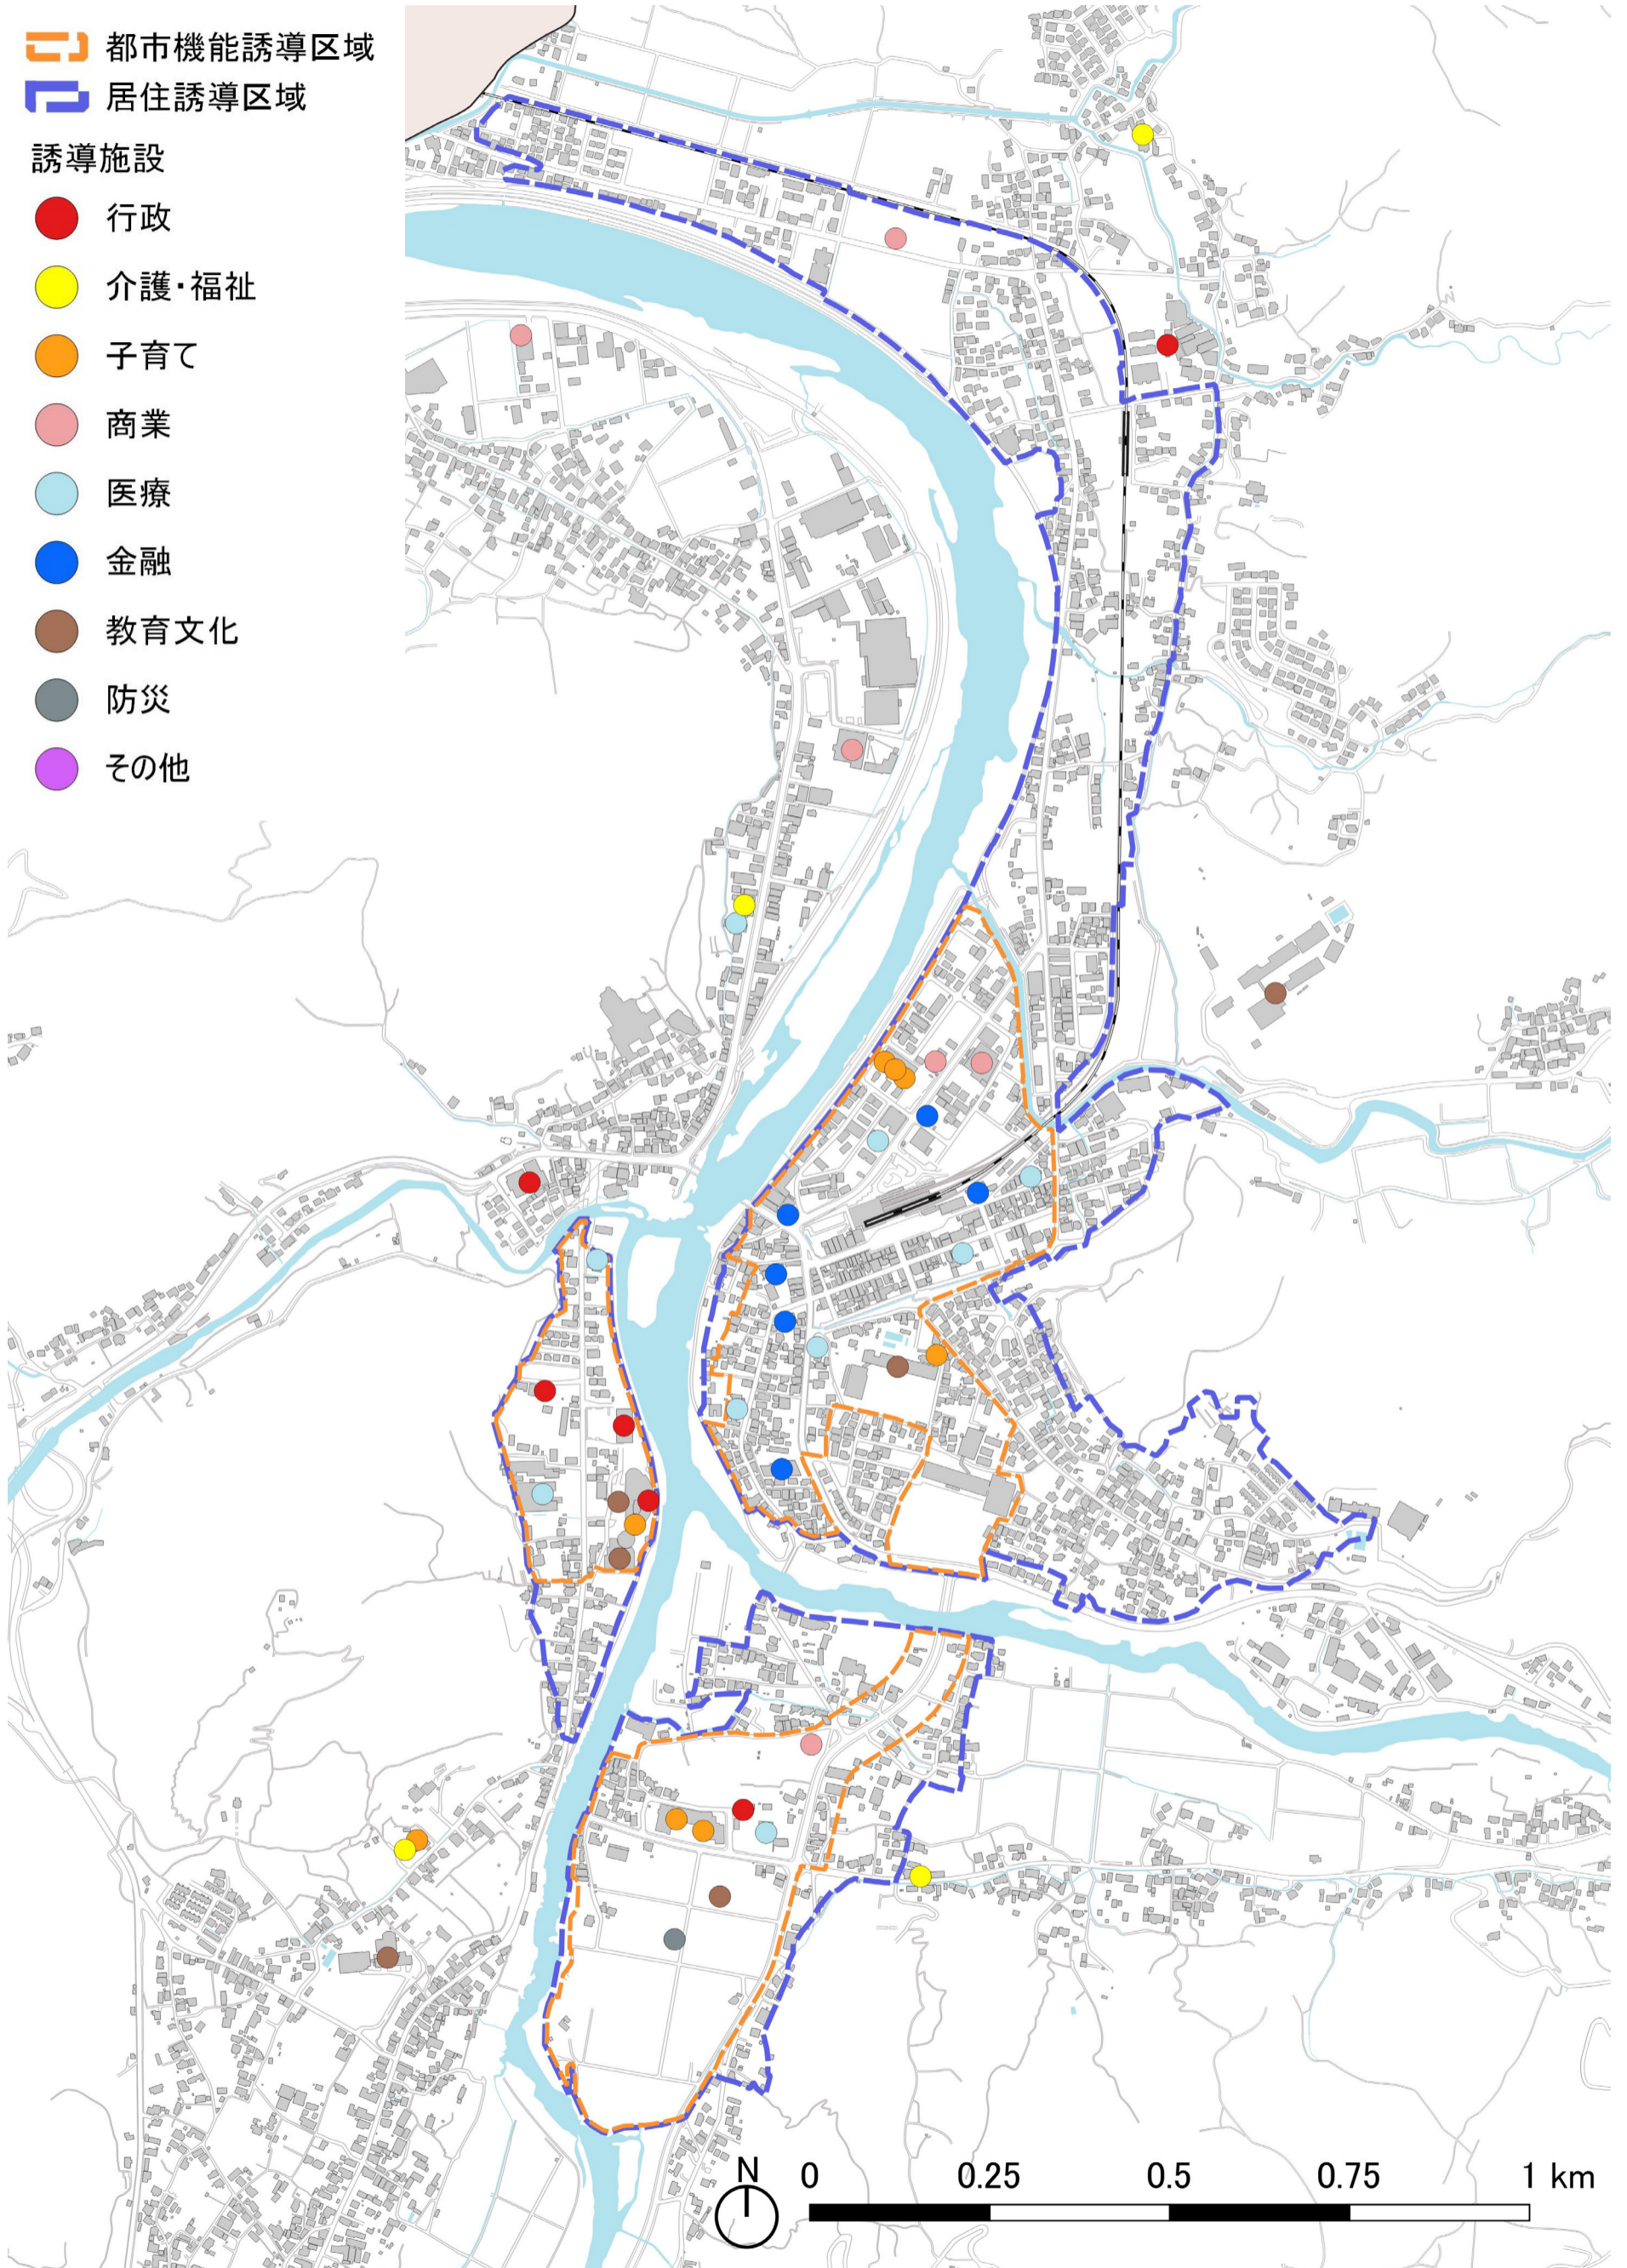 都市機能誘導区域
居住誘導区域
誘導施設
行政
介護・福祉
子育て
商業
医療
金融
教育文化
防災
その他
N
0 0.25 0.5 0.75 1 km